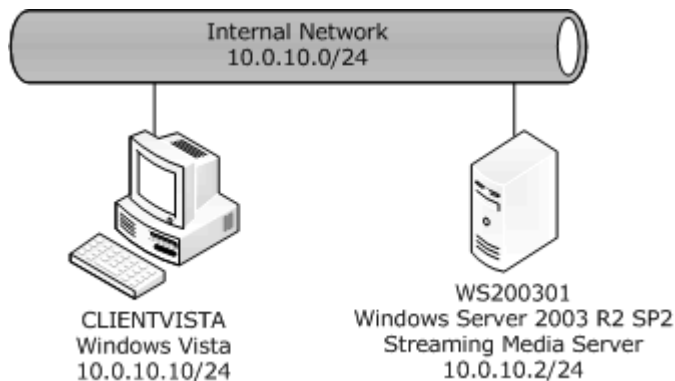 Internal Network
10.0.10.0/24
CLIENTVISTA
Windows Vista
10.0.10.10/24
WS200301
Windows Server 2003 R2 SP2
Streaming Media Server
10.0.10.2/24